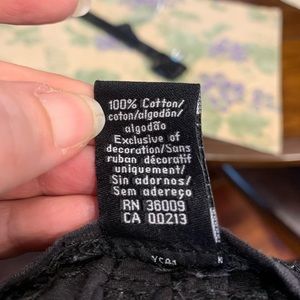 100% Cotton/
coton/algodón/
algodão
Exclusive of
decoration/Sans
ruban décoratif
uniquement/
Sin adornos/
Sem adereço
RN 36009
CA 00213